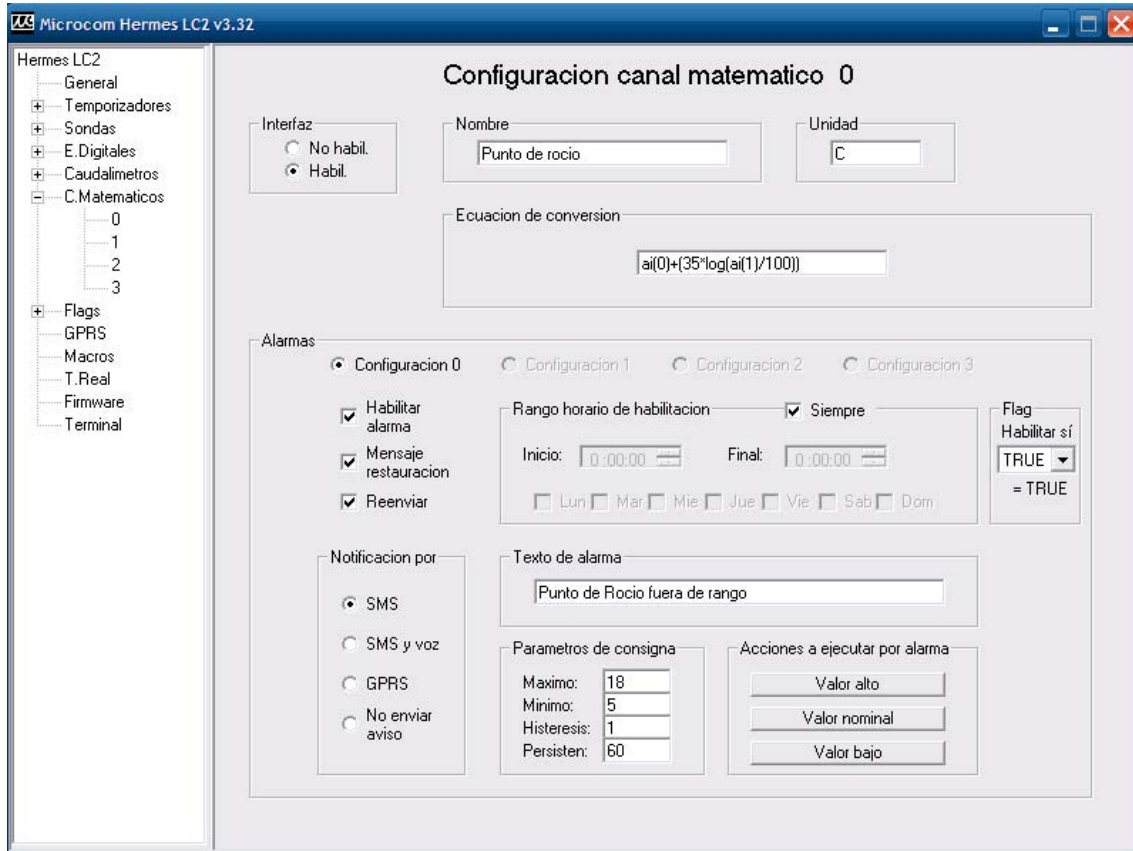 Microcom Hermes LC2 v3.32
Hermes LC2
General
Temporizadores
Sondas
E.Digitales
Caudalimetros
C.Matematicos
0
1
2
3
Flags
GPRS
Macros
T.Real
Firmware
Terminal
Configuracion canal matematico 0
Interfaz
No habil.
Habil.
Nombre
Punto de rocio
Unidad
C
Ecuacion de conversion
ai(0)+(35*log(ai(1)/100))
Alarmas
Configuracion 0 Configuracion 1 Configuracion 2 Configuracion 3
Habilitar
alarma
Mensaje
restauracion
Reenviar
Rango horario de habilitacion Siempre
Inicio: 0:00:00 Final: 0:00:00
Lun Mar Mie Jue Vie Sab Dom
Flag
Habilitar sí
TRUE
= TRUE
Notificacion por
SMS
SMS y voz
GPRS
No enviar
aviso
Texto de alarma
Punto de Rocio fuera de rango
Parametros de consigna
Maximo: 18
Minimo: 5
Histeresis: 1
Persisten: 60
Acciones a ejecutar por alarma
Valor alto
Valor nominal
Valor bajo